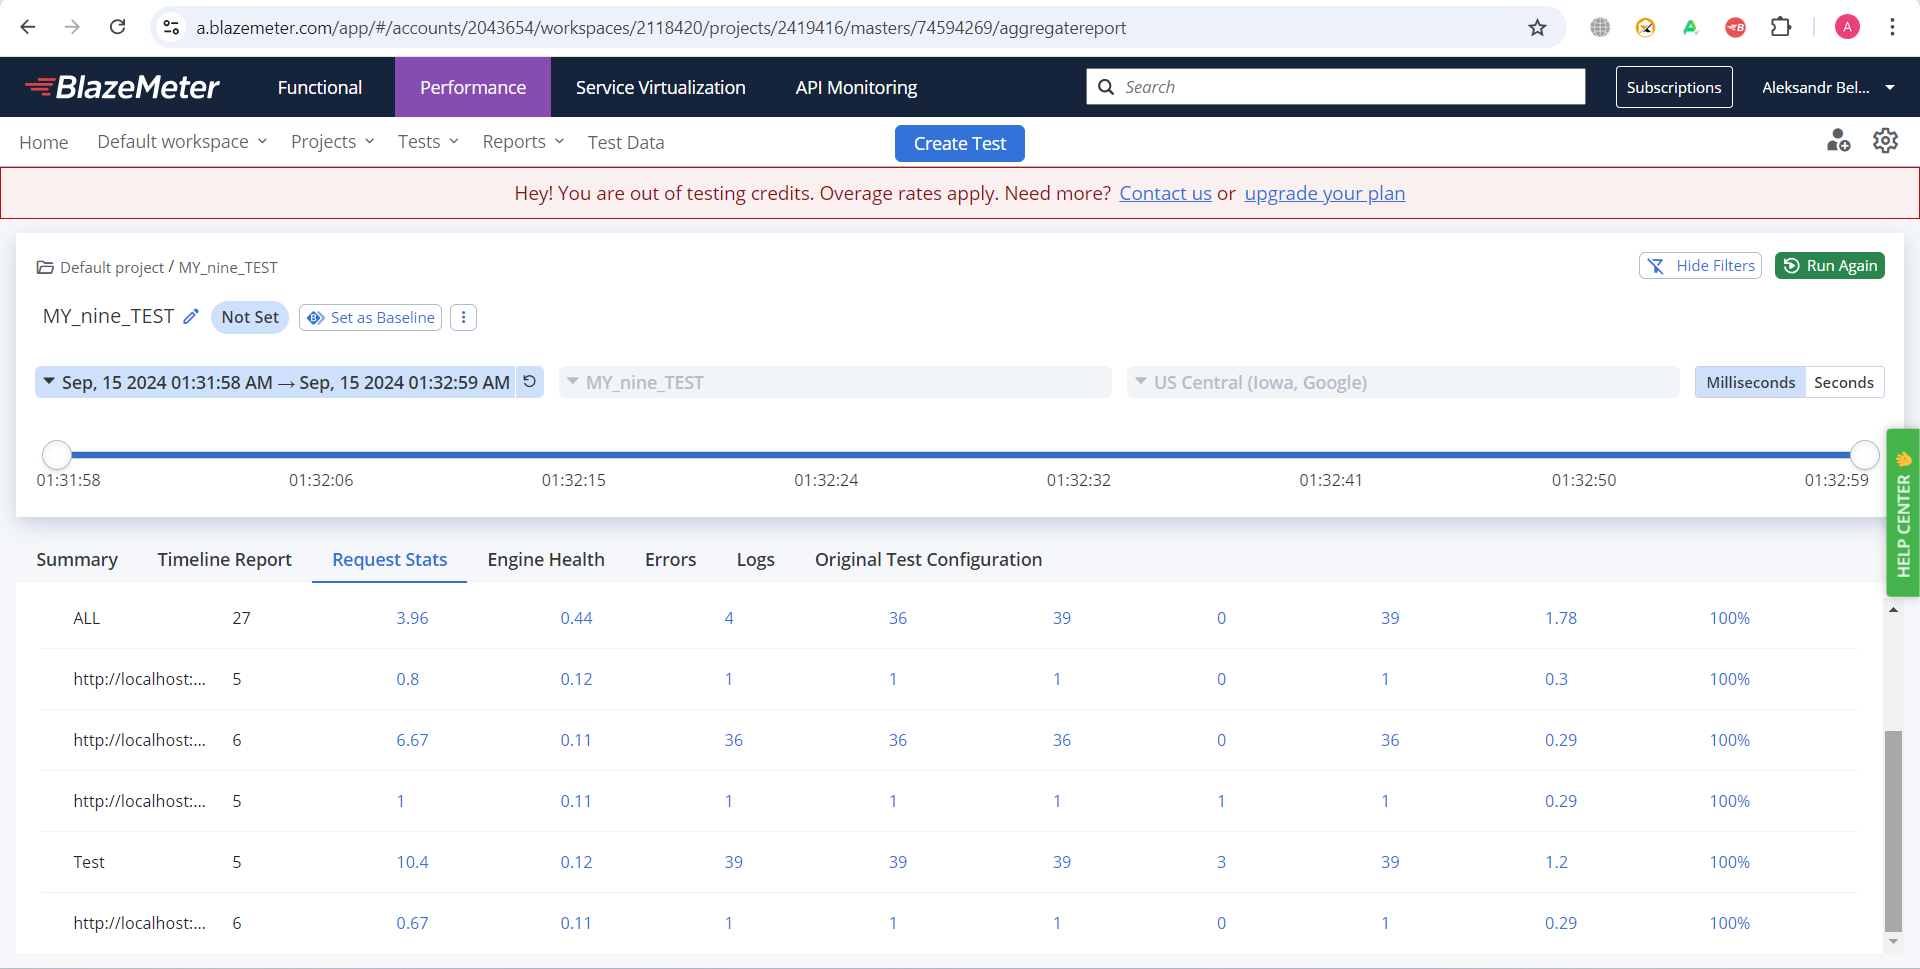 a.blazemeter.com/app/#/accounts/2043654/workspaces/2118420/projects/2419416/masters/74594269/aggregatereport
A
B
A
BlazeMeter Functional Performance Service Virtualization API Monitoring Search Subscriptions Aleksandr Bel...
Home Default workspace Projects Tests Reports Test Data Create Test
Hey! You are out of testing credits. Overage rates apply. Need more? Contact us or upgrade your plan
Default project / MY_nine_TEST Hide Filters Run Again
MY_nine_TEST Not Set Set as Baseline
Sep, 15 2024 01:31:58 AM → Sep, 15 2024 01:32:59 AM MY_nine_TEST US Central (Iowa, Google) Milliseconds Seconds
01:31:58 01:32:06 01:32:15 01:32:24 01:32:32 01:32:41 01:32:50 01:32:59
HELP CENTER
Summary Timeline Report Request Stats Engine Health Errors Logs Original Test Configuration
ALL 27 3.96 0.44 4 36 39 0 39 1.78 100%
http://localhost:... 5 0.8 0.12 1 1 1 0 1 0.3 100%
http://localhost:... 6 6.67 0.11 36 36 36 0 36 0.29 100%
http://localhost:... 5 1 0.11 1 1 1 1 1 0.29 100%
Test 5 10.4 0.12 39 39 39 3 39 1.2 100%
http://localhost:... 6 0.67 0.11 1 1 1 0 1 0.29 100%